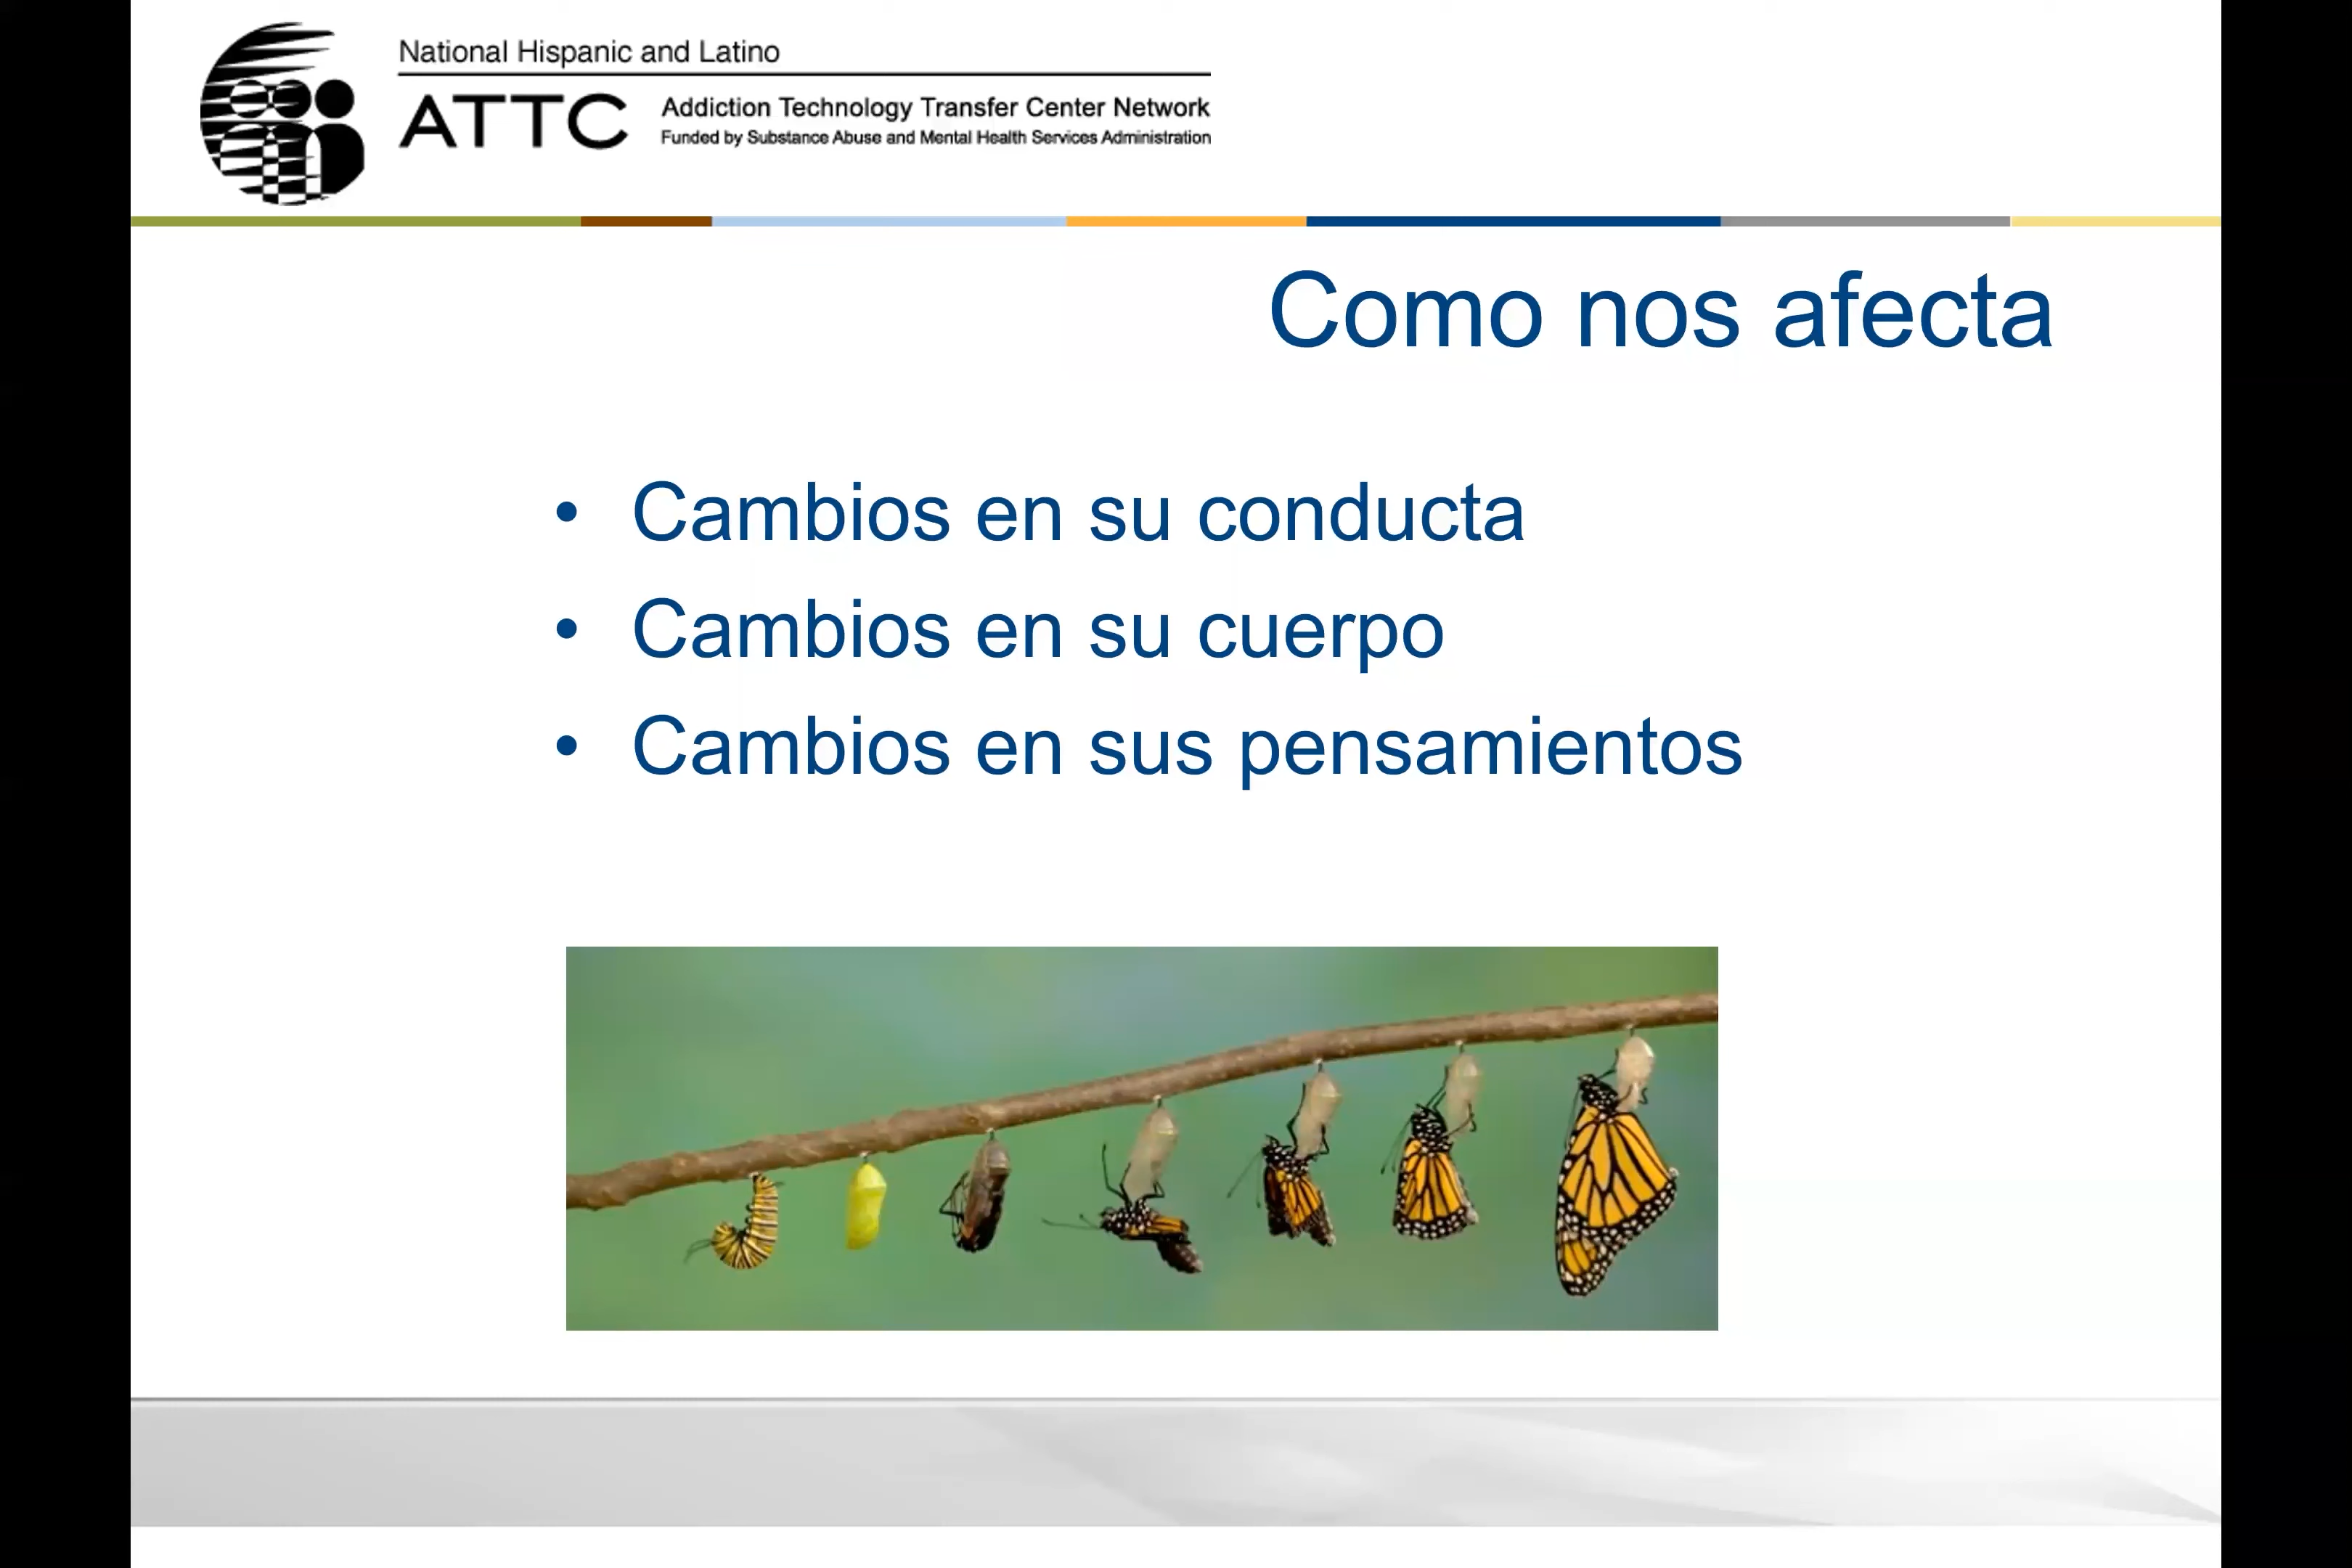 National Hispanic and Latino
ATTC
Addiction Technology Transfer Center Network
Funded by Substance Abuse and Mental Health Services Administration
Como nos afecta
• Cambios en su conducta
• Cambios en su cuerpo
• Cambios en sus pensamientos